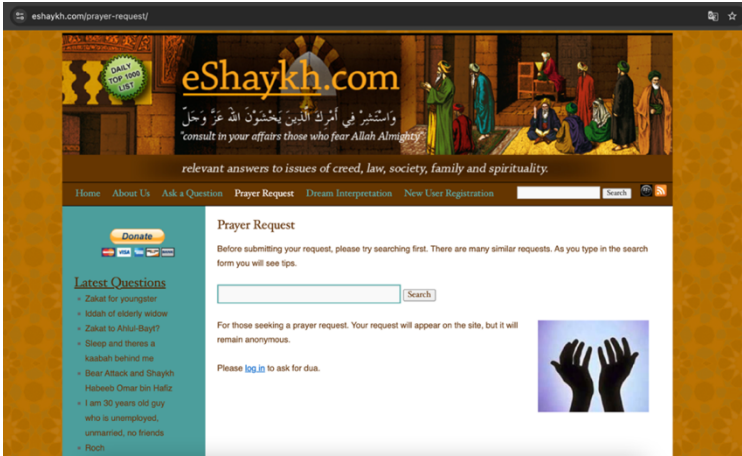 eshaykh.com/prayer-request/
DAILY
TOP 1000
LIST
eShaykh.com
وَاسْتَشِرْ فِي أَمْرِكَ الَّذِينَ يَخْشَوْنَ اللهَ عَزَّ وَجَلَّ
"consult in your affairs those who fear Allah Almighty"
relevant answers to issues of creed, law, society, family and spirituality.
Home About Us Ask a Question Prayer Request Dream Interpretation New User Registration Search
Donate
VISA
Latest Questions
Zakat for youngster
Iddah of elderly widow
Zakat to Ahlul-Bayt?
Sleep and theres a
kaabah behind me
Bear Attack and Shaykh
Habeeb Omar bin Hafiz
I am 30 years old guy
who is unemployed,
unmarried, no friends
Roch
Prayer Request
Before submitting your request, please try searching first. There are many similar requests. As you type in the search
form you will see tips.
Search
For those seeking a prayer request. Your request will appear on the site, but it will
remain anonymous.
Please log in to ask for dua.